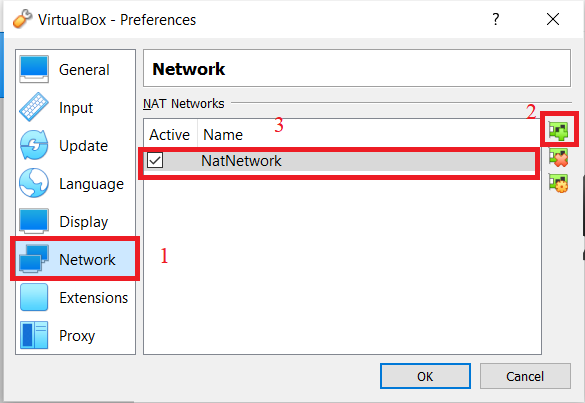 VirtualBox - Preferences
?
General
Input
Update
Language
Display
Network
Extensions
Proxy
1
Network
NAT Networks
2
Active Name
3
NatNetwork
OK
Cancel